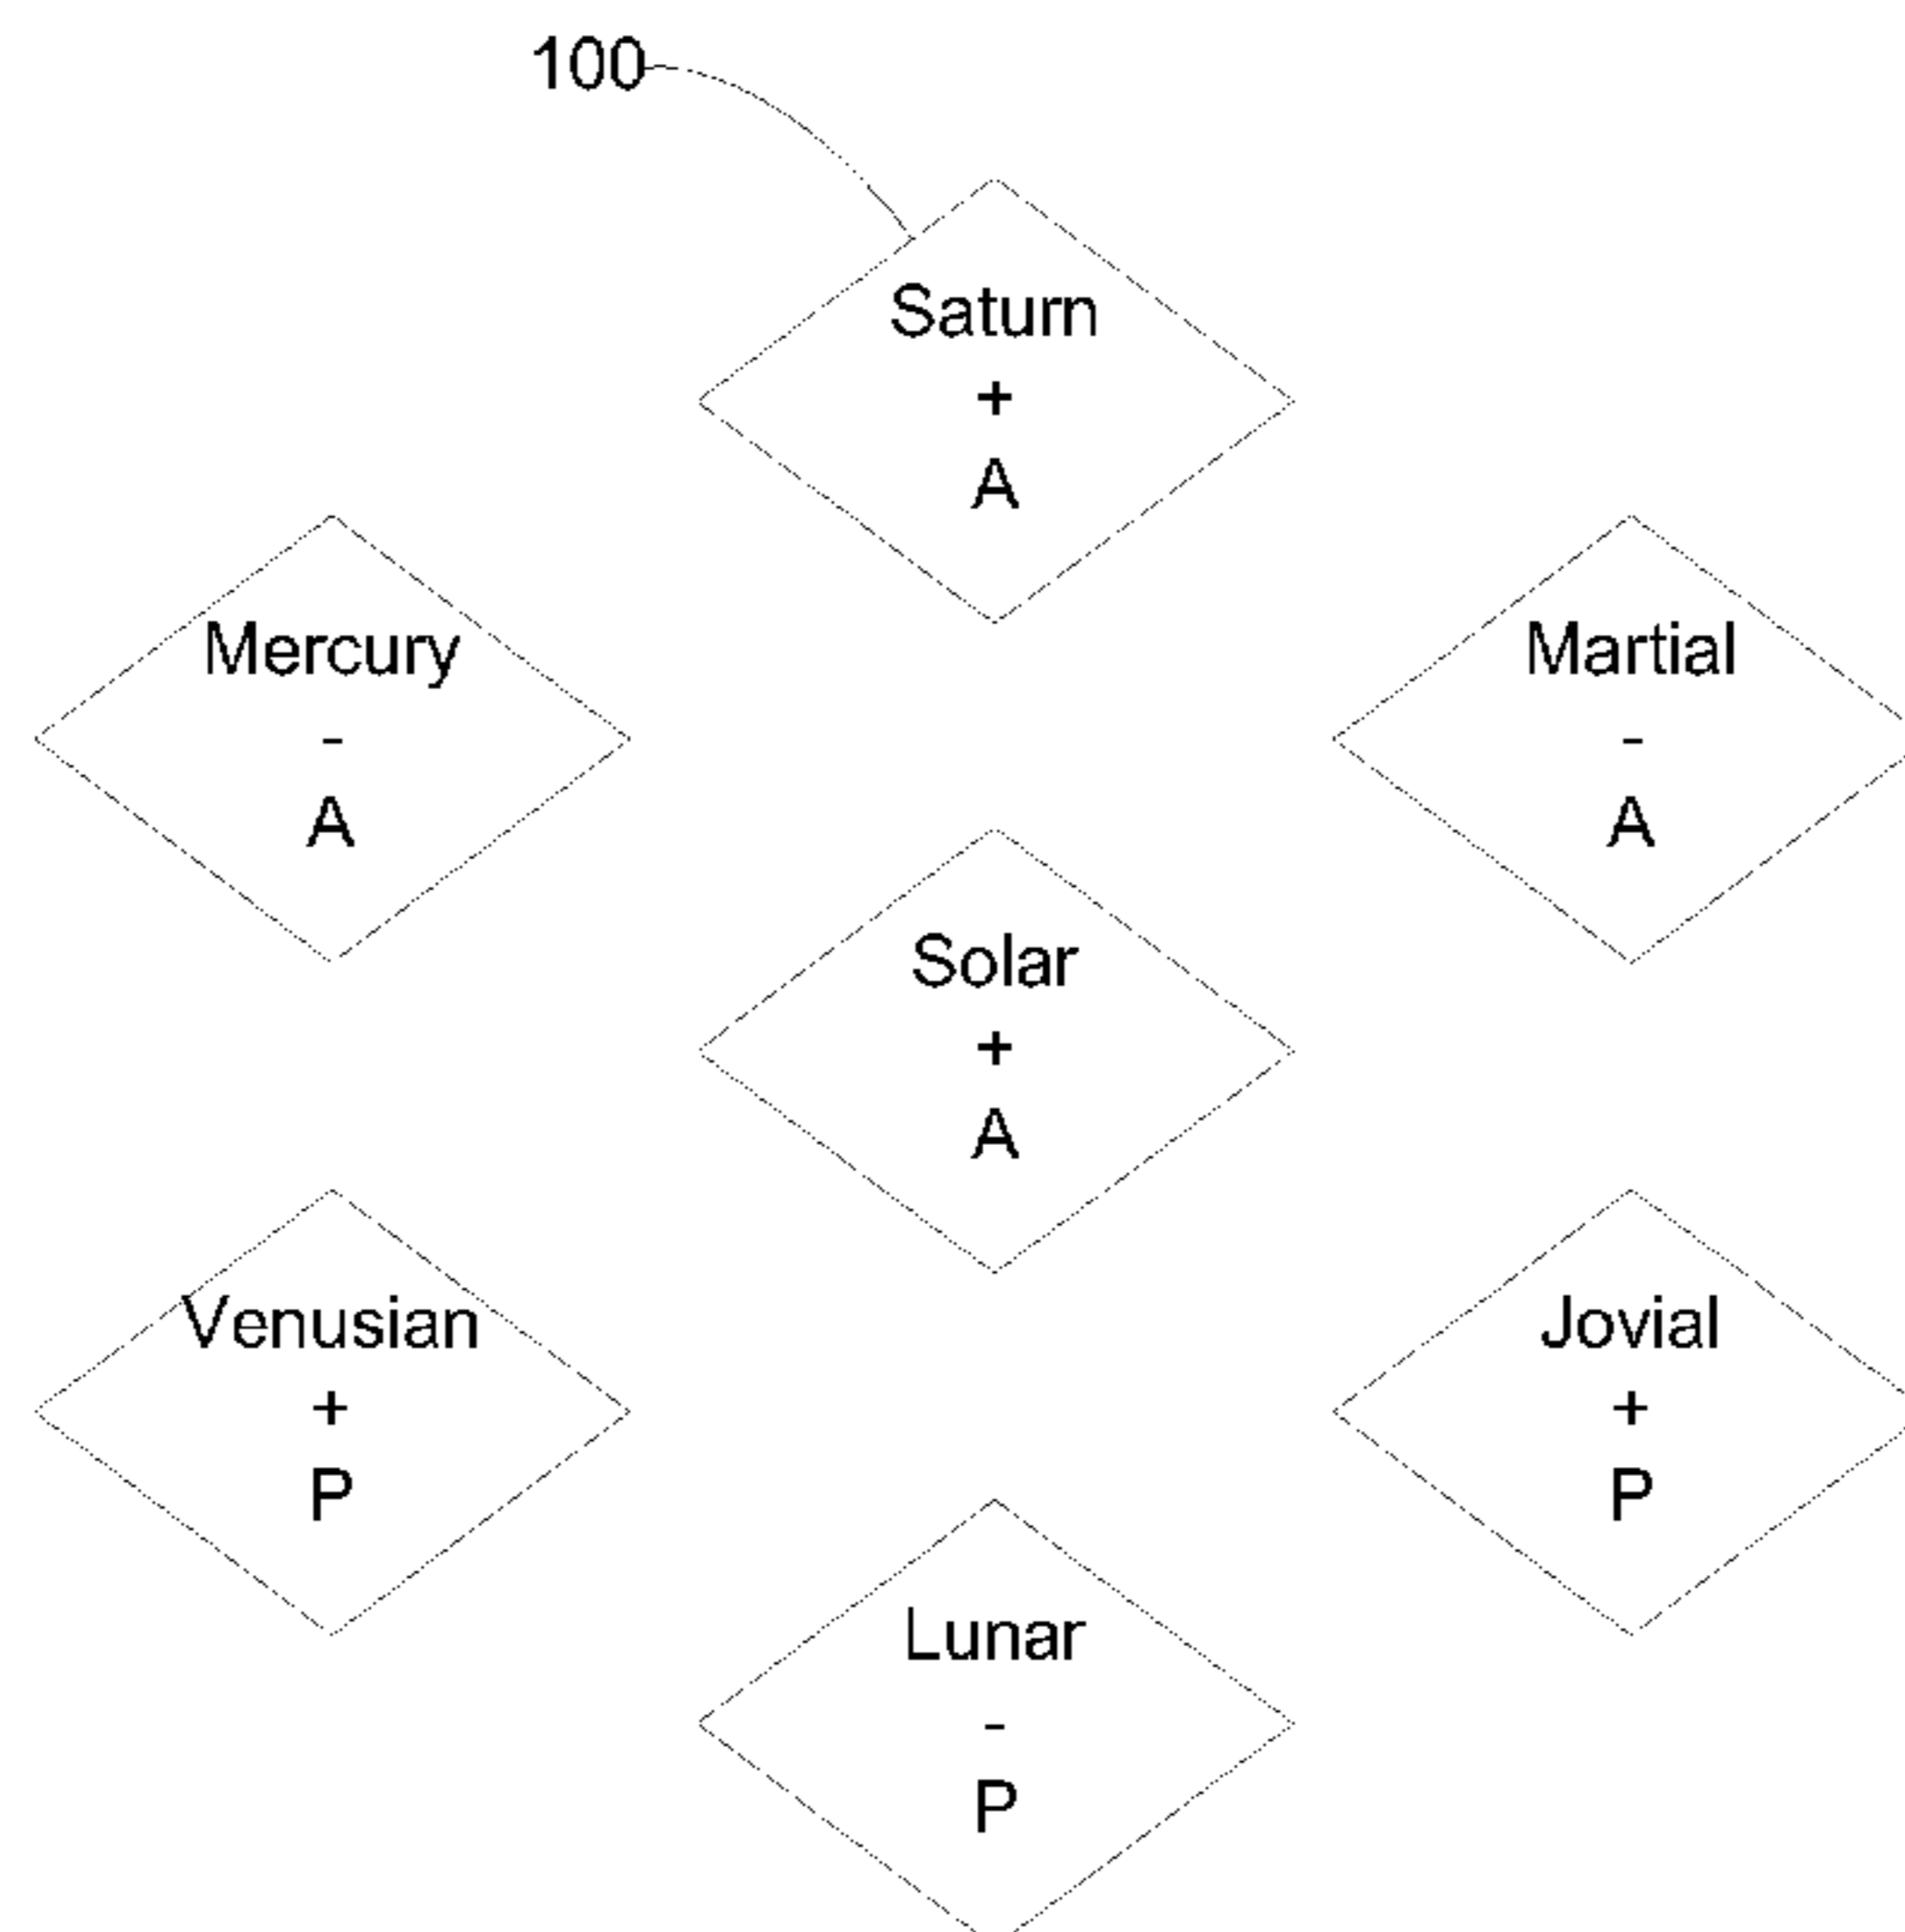 100
Saturn
+
A
Mercury
-
A
Martial
-
A
Solar
+
A
Venusian
+
P
Jovial
+
P
Lunar
-
P